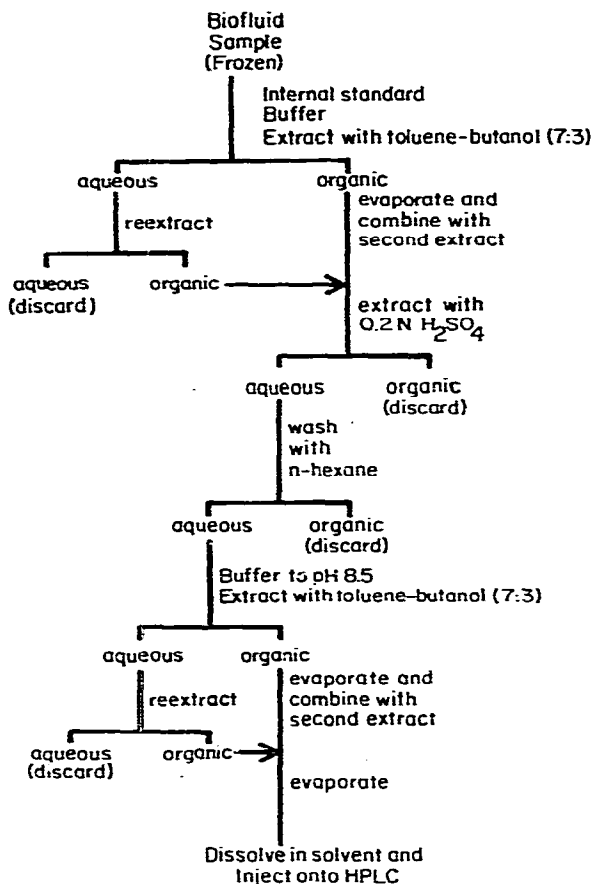 Biofluid
Sample
(Frozen)
Internal standard
Buffer
Extract with toluene-butanol (7:3)
aqueous
organic
reextract
evaporate and
combine with
second extract
aqueous
(discard)
organic
extract with
0.2 N H2SO4
aqueous
organic
(discard)
wash
with
n-hexane
aqueous
organic
(discard)
Buffer to pH 8.5
Extract with toluene-butanol (7:3)
aqueous
organic
reextract
evaporate and
combine with
second extract
aqueous
(discard)
organic
evaporate
Dissolve in solvent and
Inject onto HPLC